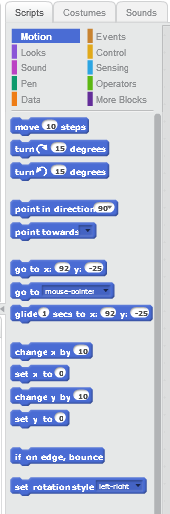 Scripts Costumes Sounds
Motion Events
Looks Control
Sound Sensing
Pen Operators
Data More Blocks
move 10 steps
turn 15 degrees
turn 15 degrees
point in direction 90°
point towards
go to x: 92 y: -25
go to mouse-pointer
glide 1 secs to x: 92 y: -25
change x by 10
set x to 0
change y by 10
set y to 0
if on edge, bounce
set rotation style left-right